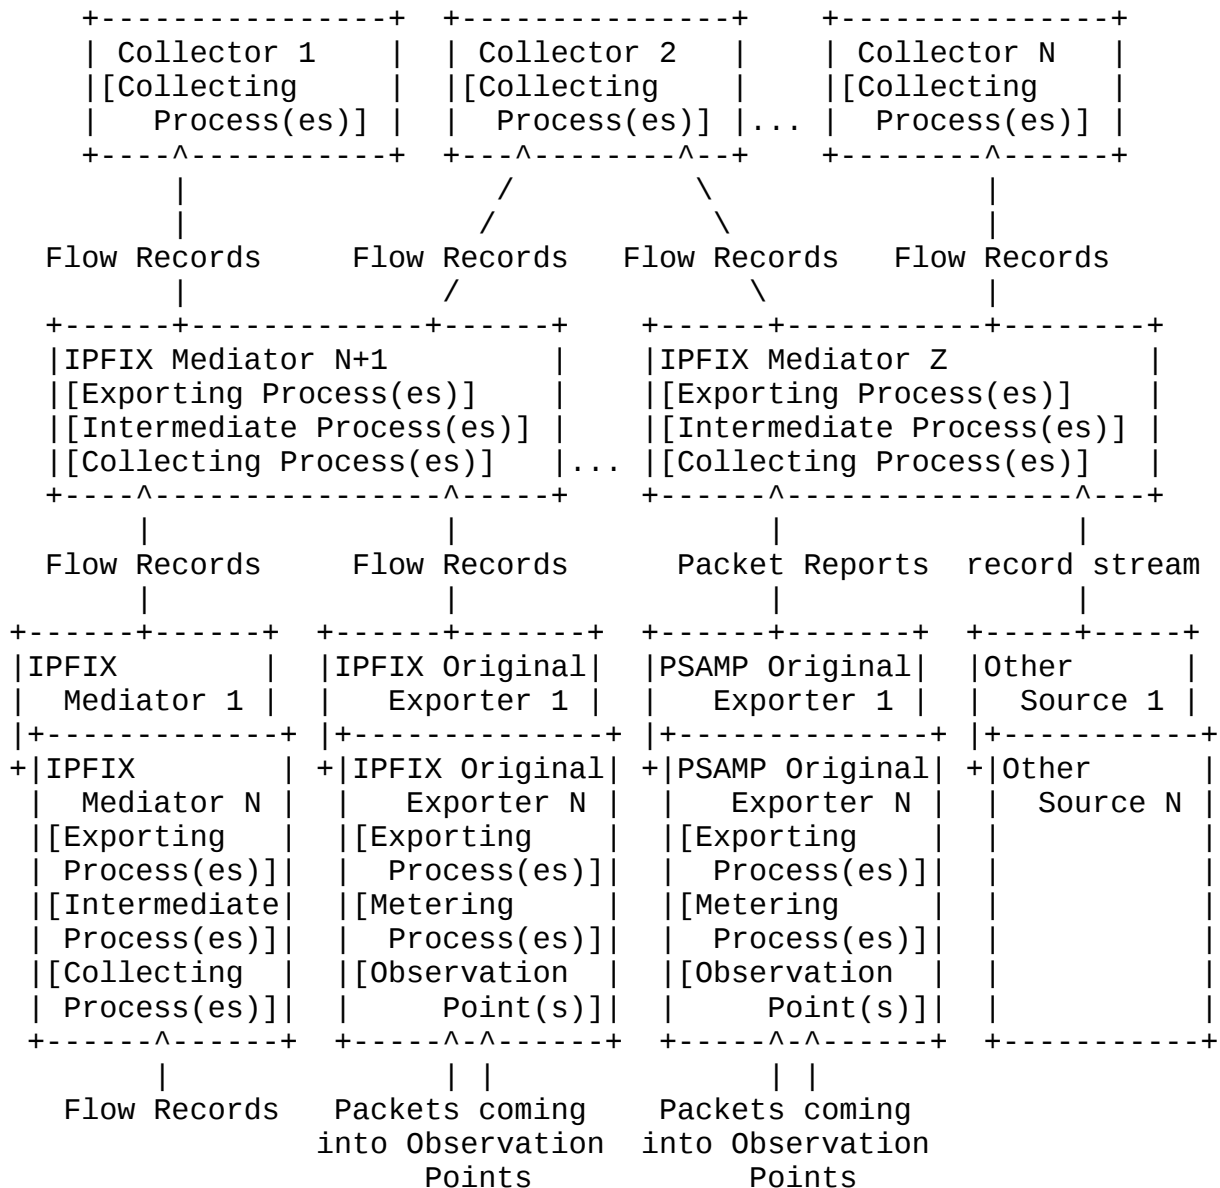 Collector 1 Collector 2 Collector N
[Collecting [Collecting [Collecting
Process(es)] Process(es)] ... Process(es)]
Flow Records Flow Records Flow Records Flow Records
IPFIX Mediator N+1 IPFIX Mediator Z
[Exporting Process(es)] [Exporting Process(es)]
[Intermediate Process(es)] [Intermediate Process(es)]
[Collecting Process(es)] ... [Collecting Process(es)]
Flow Records Flow Records Packet Reports record stream
IPFIX IPFIX Original PSAMP Original Other
Mediator 1 Exporter 1 Exporter 1 Source 1
IPFIX IPFIX Original PSAMP Original Other
Mediator N Exporter N Exporter N Source N
[Exporting [Exporting [Exporting
Process(es)] Process(es)] Process(es)]
[Intermediate [Metering [Metering
Process(es)] Process(es)] Process(es)]
[Collecting [Observation [Observation
Process(es)] Point(s)] Point(s)]
Flow Records Packets coming Packets coming
into Observation into Observation
Points Points